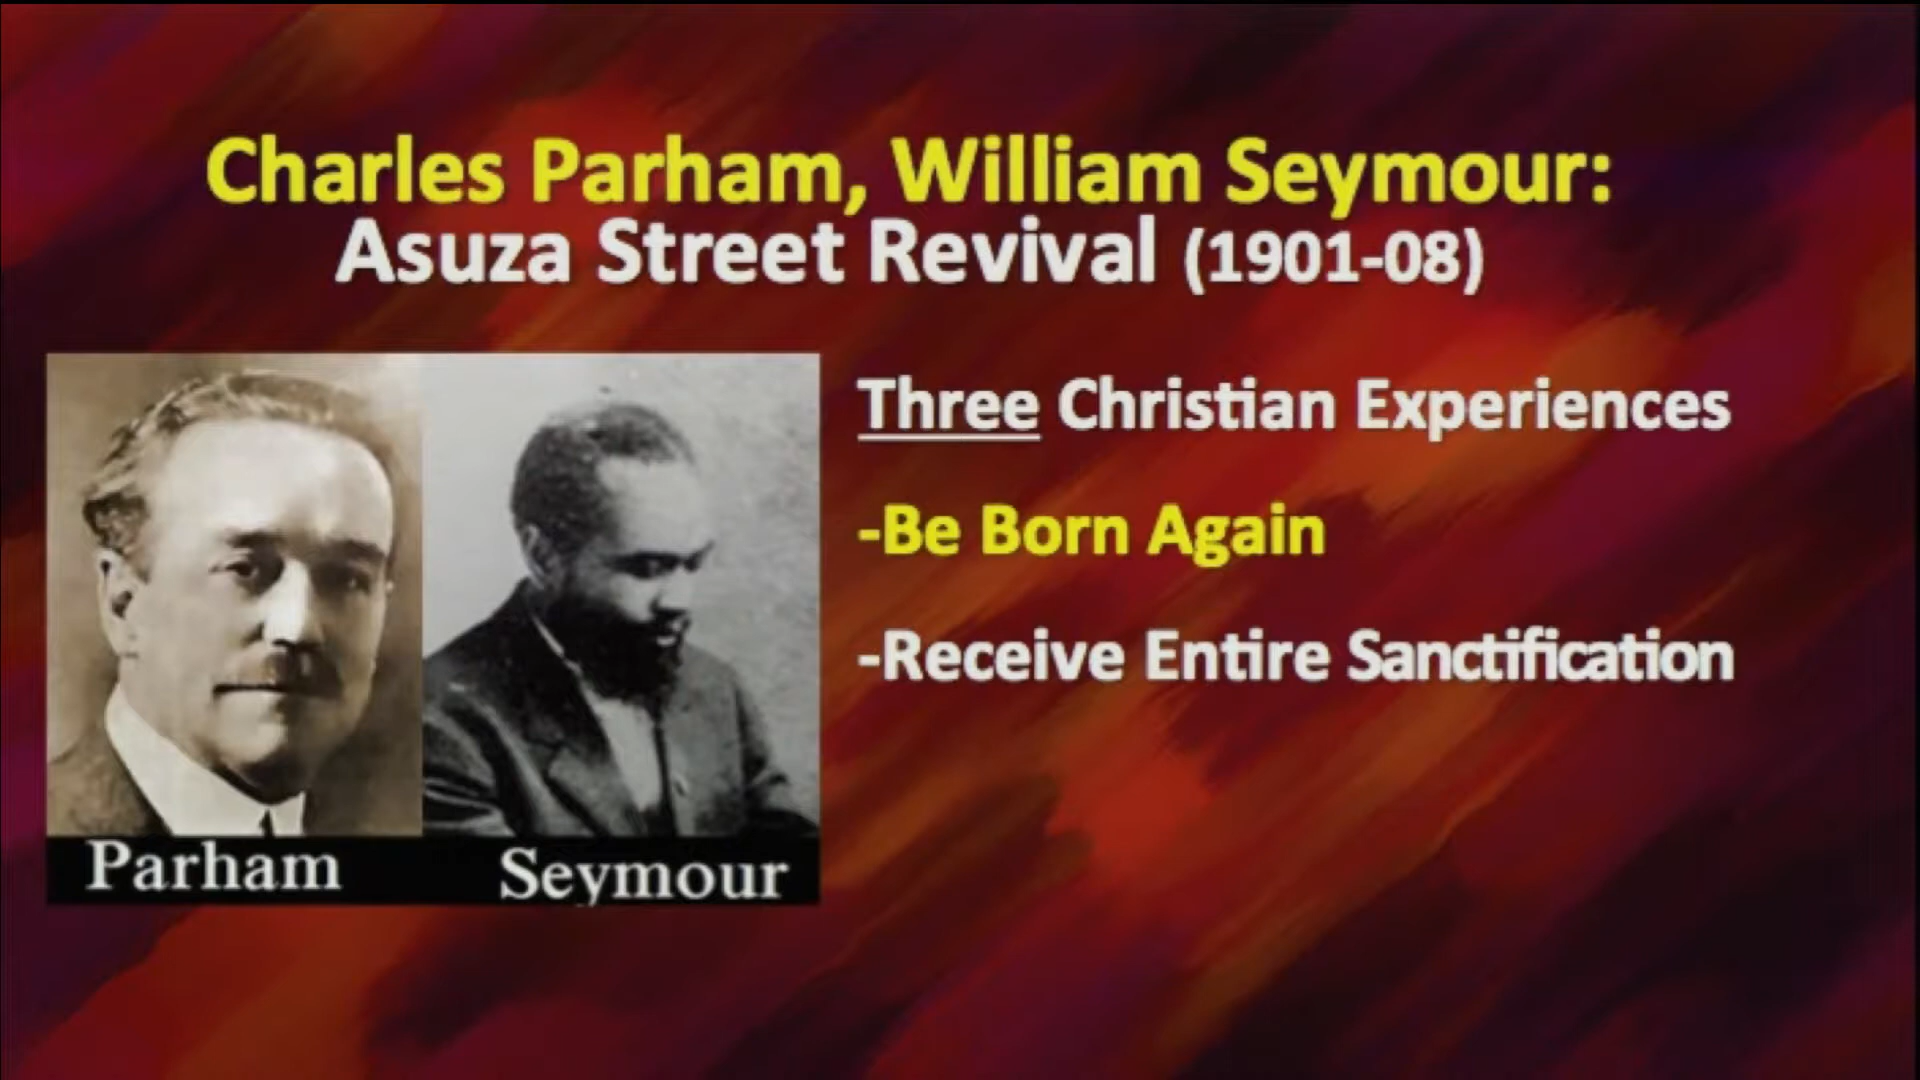 Charles Parham, William Seymour:
Asuza Street Revival (1901-08)
Three Christian Experiences
-Be Born Again
-Receive Entire Sanctification
Parham
Seymour